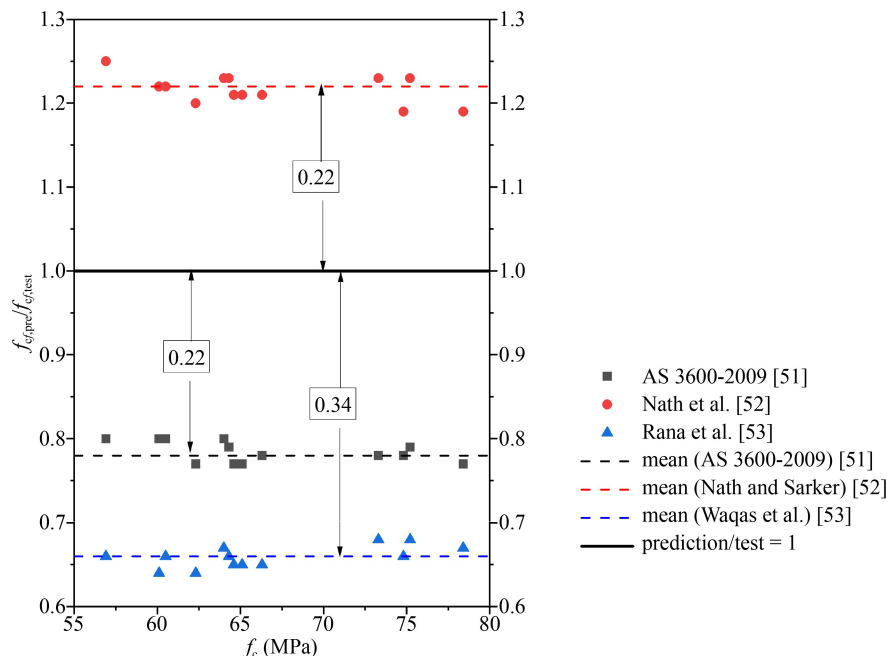 1.3 1.3
1.2 1.2
0.22
1.1 1.1
f_cf,pre/f_cf,test
1.0 1.0
0.9 0.9
0.22
0.34
0.8 0.8
0.7 0.7
0.6 0.6
55 60 65 70 75 80
f_c (MPa)
AS 3600-2009 [51]
Nath et al. [52]
Rana et al. [53]
mean (AS 3600-2009) [51]
mean (Nath and Sarker) [52]
mean (Waqas et al.) [53]
prediction/test = 1